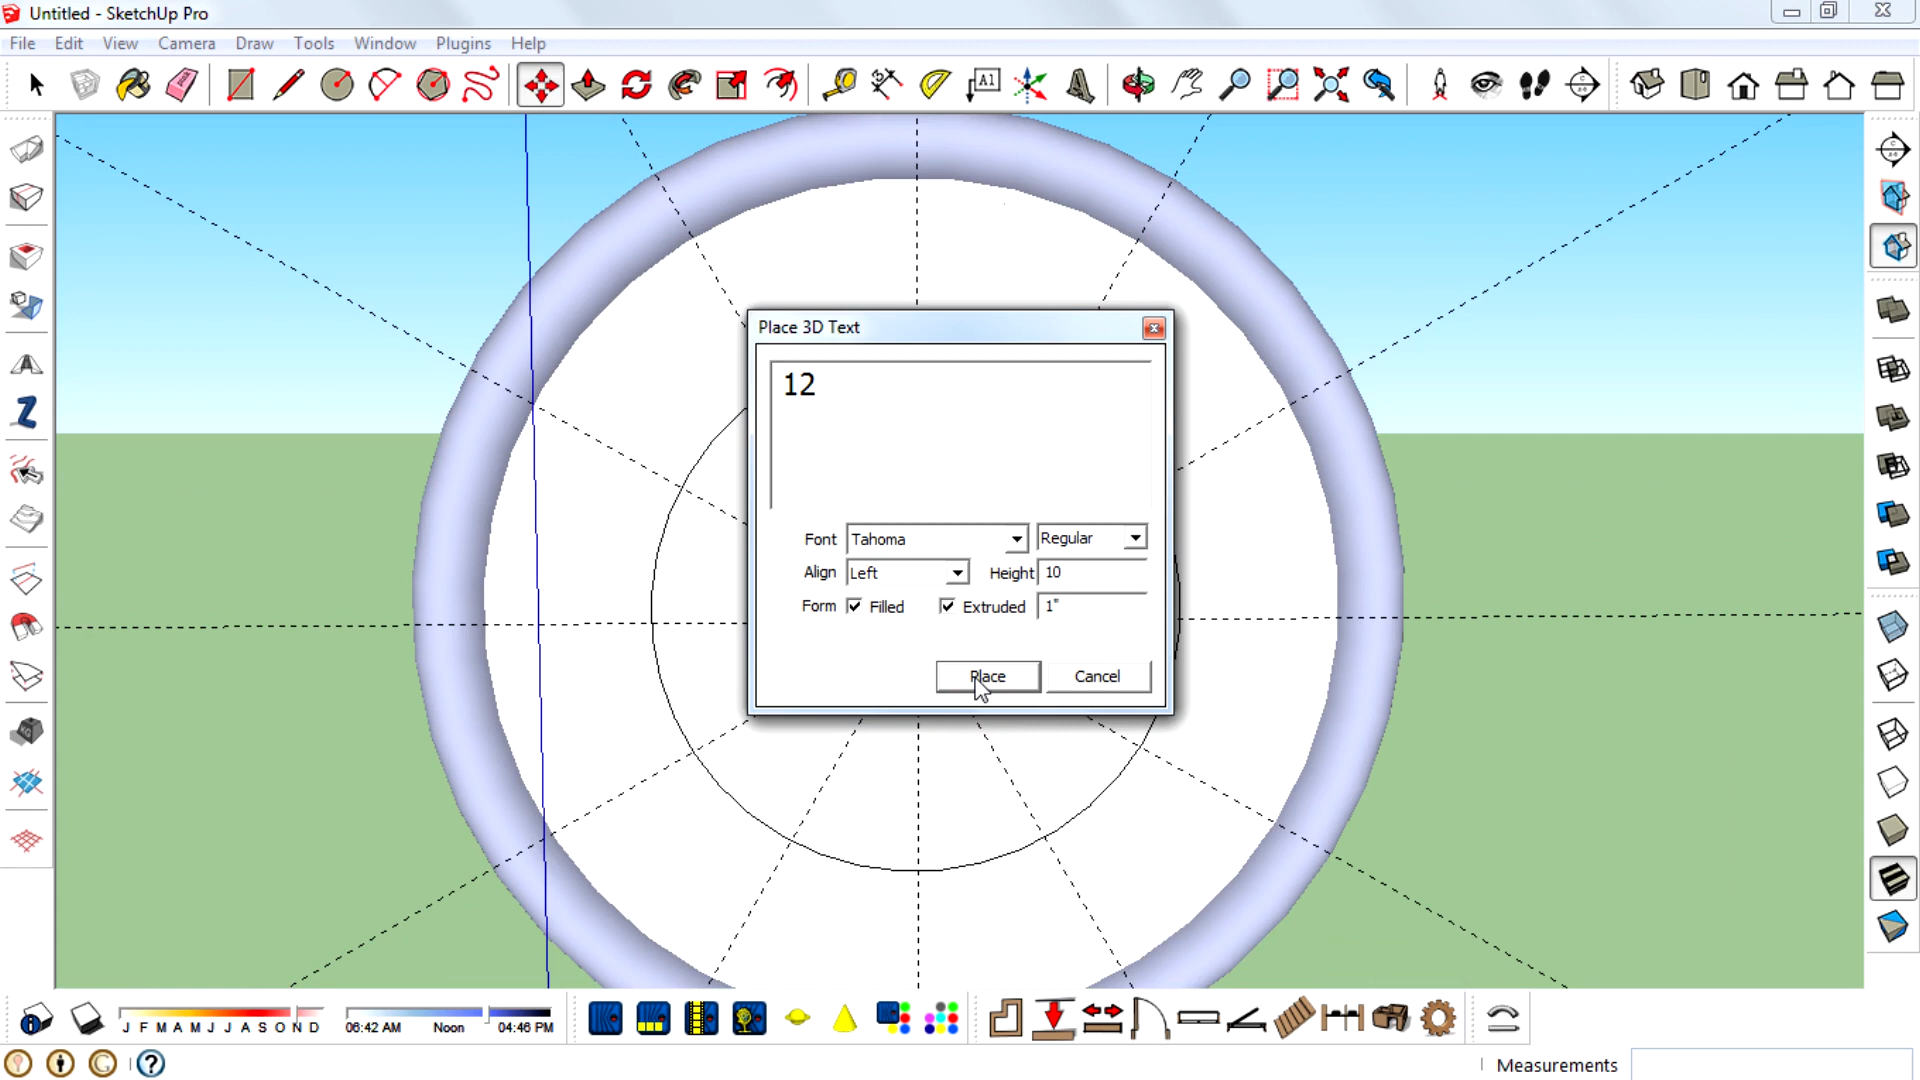 Untitled - SketchUp Pro
File Edit View Camera Draw Tools Window Plugins Help
A1
Place 3D Text
12
Font Tahoma Regular
Align Left Height 10
Form Filled Extruded 1"
Place Cancel
J F M A M J J A S O N D
06:42 AM Noon 04:46 PM
Measurements